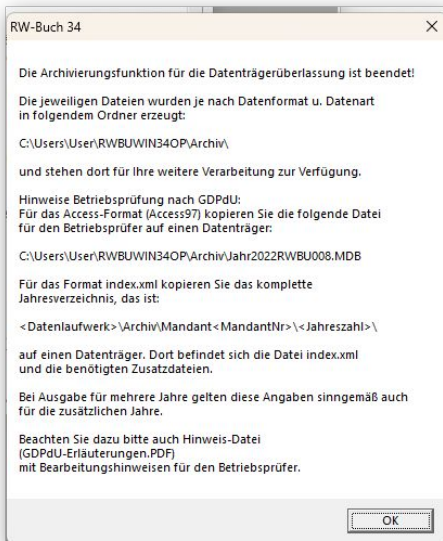 RW-Buch 34
Die Archivierungsfunktion für die Datenträgerüberlassung ist beendet!
Die jeweiligen Dateien wurden je nach Datenformat u. Datenart
in folgendem Ordner erzeugt:
C:\Users\User\RWBUWIN34OP\Archiv\
und stehen dort für Ihre weitere Verarbeitung zur Verfügung.
Hinweise Betriebsprüfung nach GDPdU:
Für das Access-Format (Access97) kopieren Sie die folgende Datei
für den Betriebsprüfer auf einen Datenträger:
C:\Users\User\RWBUWIN34OP\Archiv\Jahr2022RWBU008.MDB
Für das Format index.xml kopieren Sie das komplette
Jahresverzeichnis, das ist:
<Datenlaufwerk>\Archiv\Mandant<MandantNr>\<Jahreszahl>\
auf einen Datenträger. Dort befindet sich die Datei index.xml
und die benötigten Zusatzdateien.
Bei Ausgabe für mehrere Jahre gelten diese Angaben sinngemäß auch
für die zusätzlichen Jahre.
Beachten Sie dazu bitte auch Hinweis-Datei
(GDPdU-Erläuterungen.PDF)
mit Bearbeitungshinweisen für den Betriebsprüfer.
OK